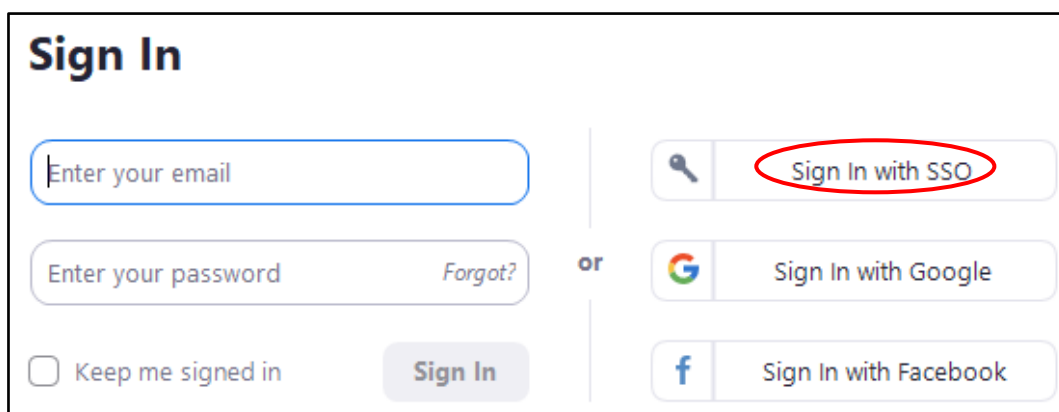 Sign In
Enter your email
Enter your password Forgot?
Keep me signed in Sign In
or
Sign In with SSO
Sign In with Google
Sign In with Facebook